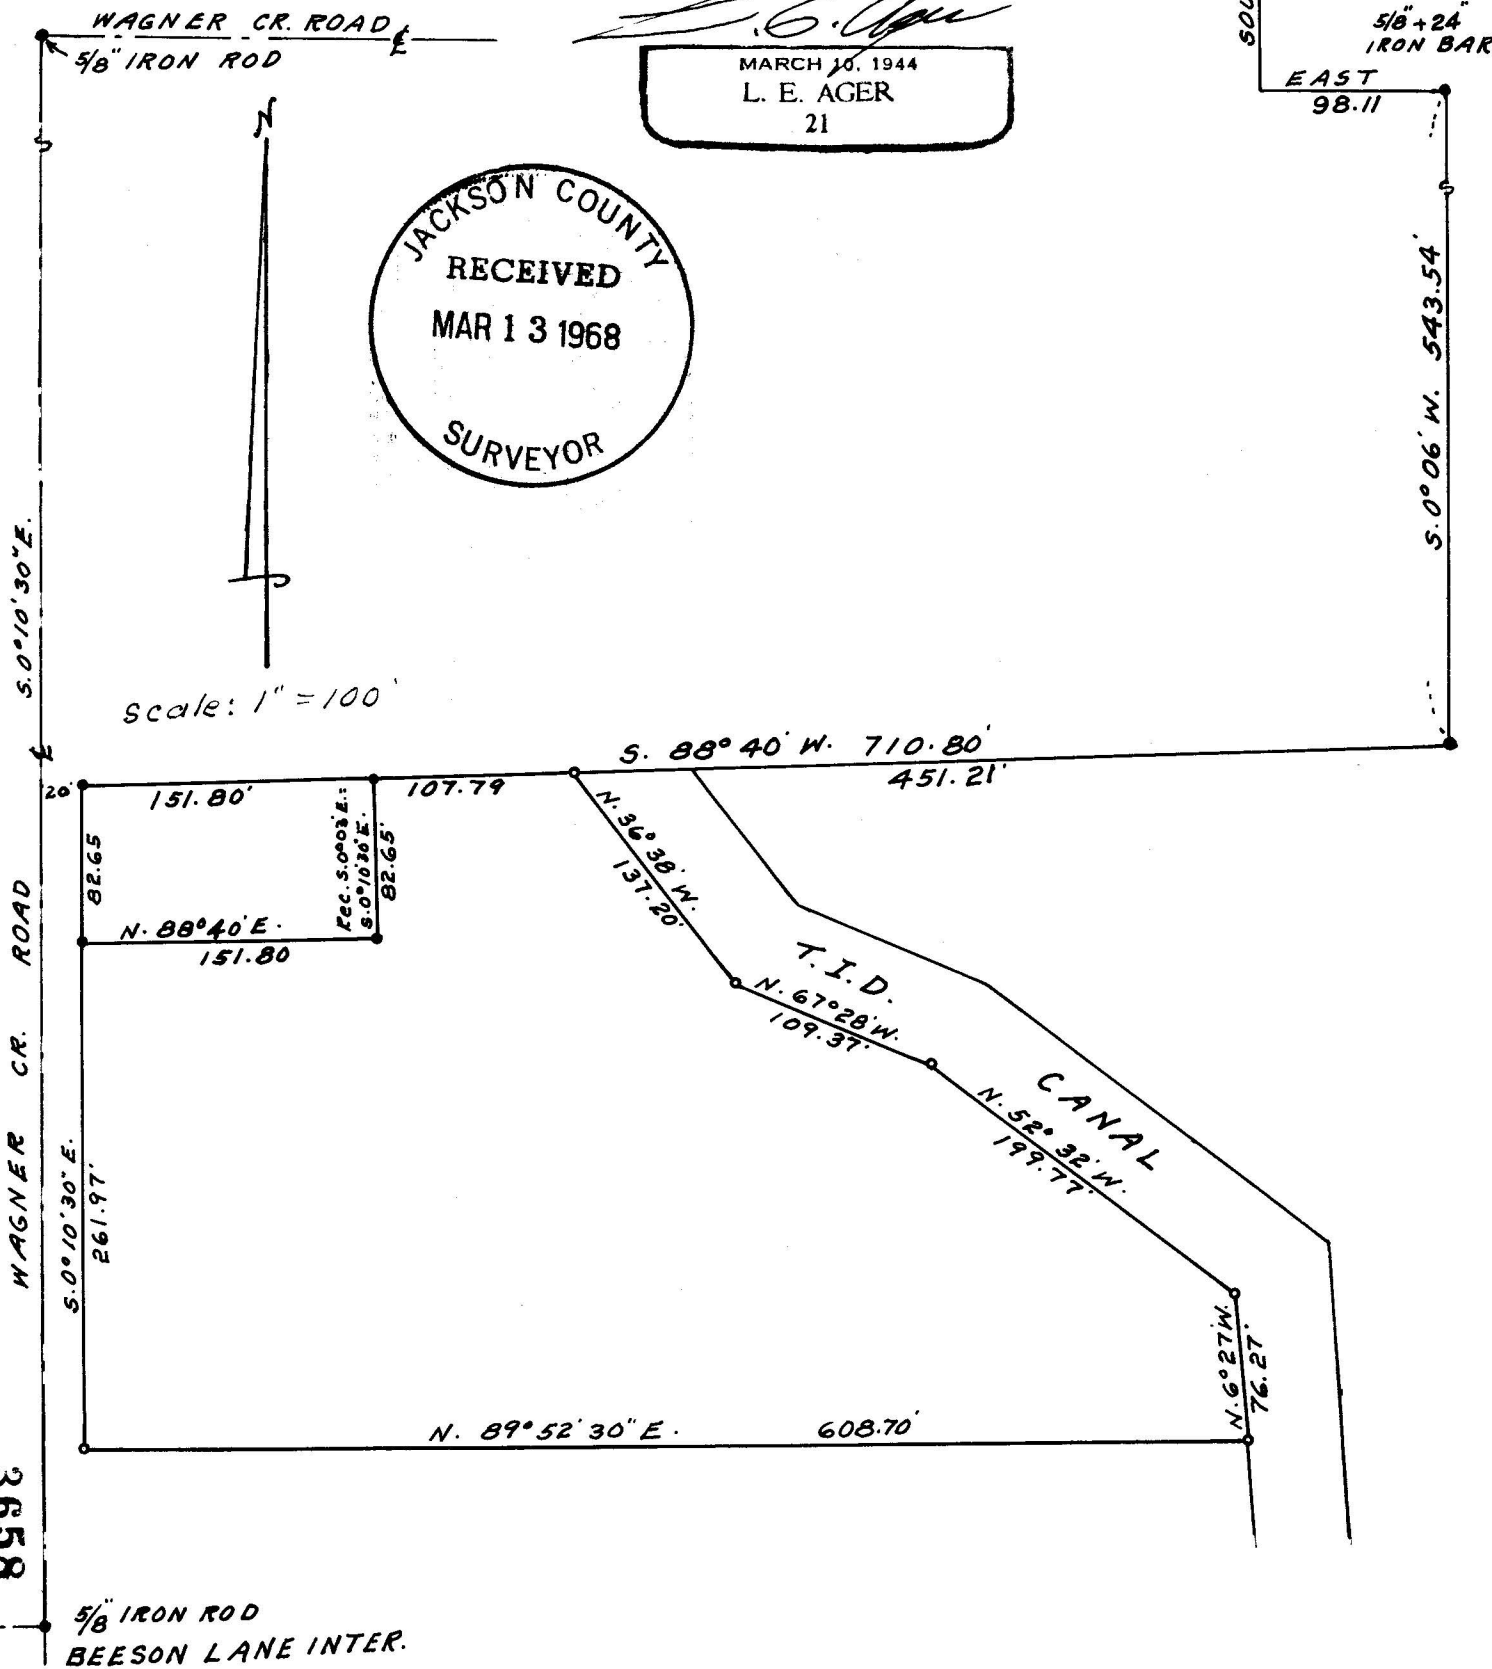 WAGNER CR. ROAD
5/8" IRON ROD
MARCH 10, 1944
L. E. AGER
21
5/8"+24"
IRON BAR
EAST
98.11
N
JACKSON COUNTY
RECEIVED
MAR 13 1968
SURVEYOR
S. 0°06' W. 543.54'
S. 0°10'30" E.
Scale: 1" = 100'
S. 88°40' W. 710.80'
20'
151.80'
107.79
451.21'
82.65
Rec. S. 0°03' E. =
S. 0°10'30" E.
82.65'
N. 88°40' E.
151.80
N. 36°38' W.
137.20'
T. I. D.
CANAL
N. 67°28' W.
109.37'
N. 52°32' W.
199.77'
WAGNER CR. ROAD
S. 0°10'30" E.
261.97'
N. 6°27' W.
76.27'
N. 89°52'30" E. 608.70'
3658
5/8" IRON ROD
BEESON LANE INTER.